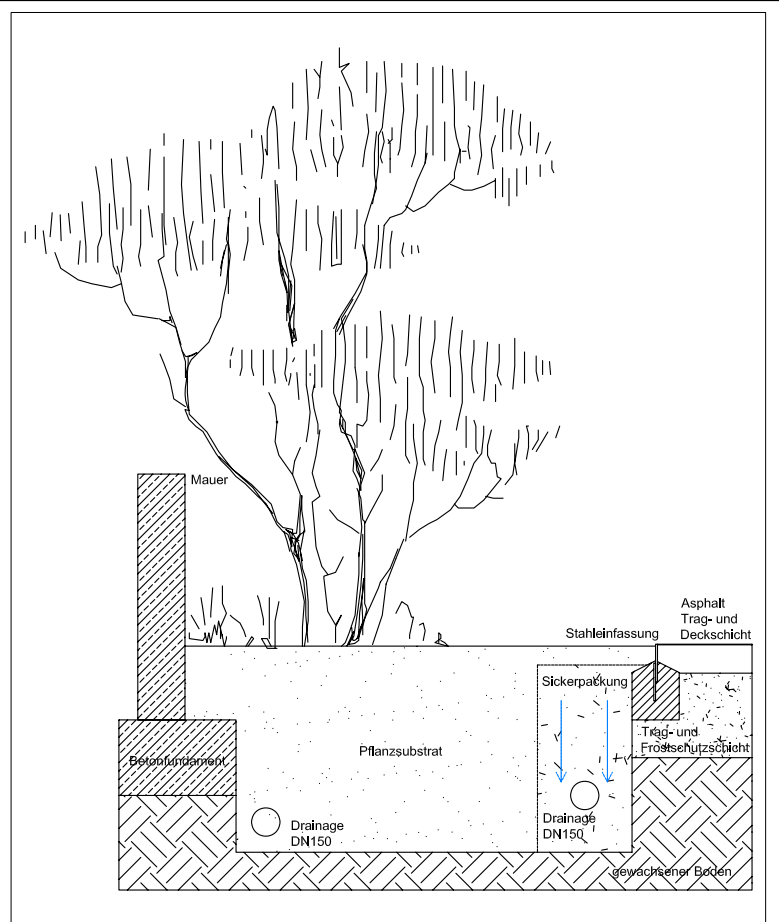 Mauer
Asphalt
Trag- und
Deckschicht
Stahleinfassung
Sickerpackung
Trag- und
Frostschutzschicht
Pflanzsubstrat
Betonfundament
Drainage
DN150
Drainage
DN150
gewachsener Boden